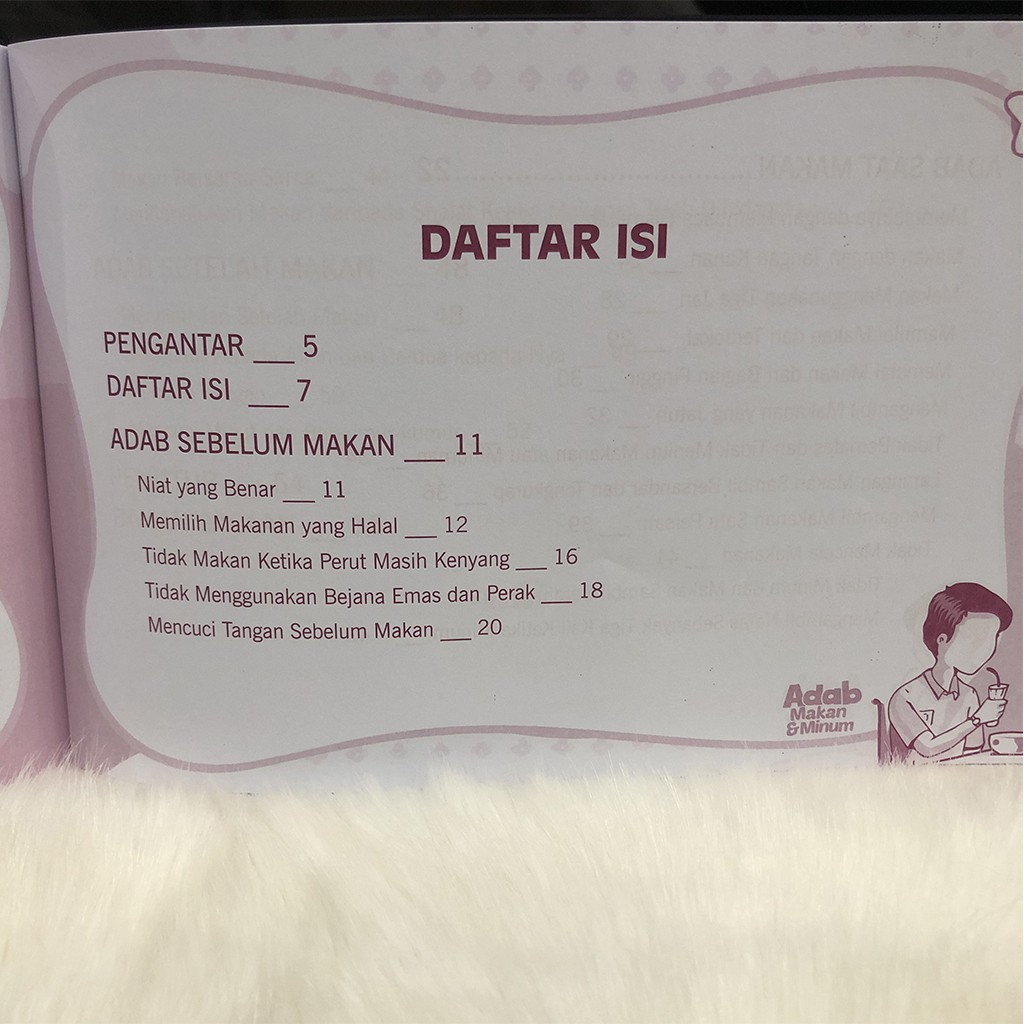 DAFTAR ISI
PENGANTAR ___ 5
DAFTAR ISI ___ 7
ADAB SEBELUM MAKAN ___ 11
Niat yang Benar ___ 11
Memilih Makanan yang Halal ___ 12
Tidak Makan Ketika Perut Masih Kenyang ___ 16
Tidak Menggunakan Bejana Emas dan Perak ___ 18
Mencuci Tangan Sebelum Makan ___ 20
Adab
Makan
& Minum